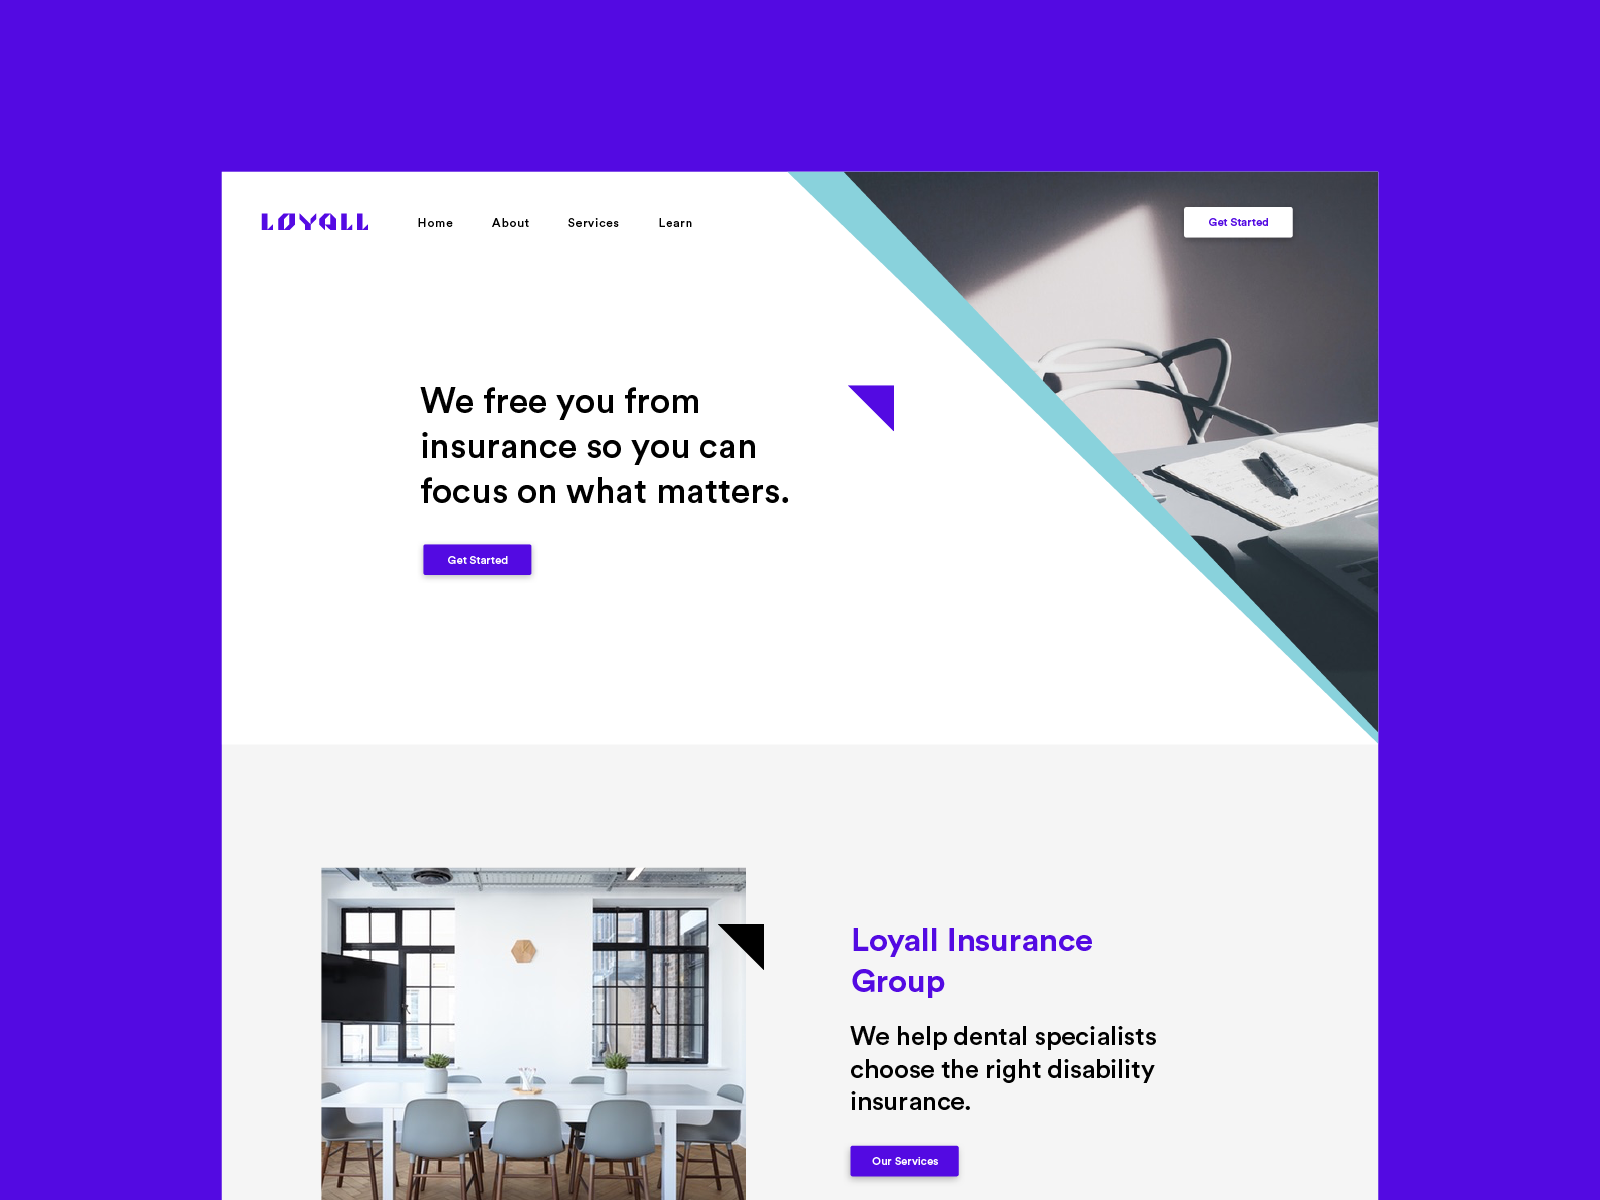 LOYALL
Home
About
Services
Learn
Get Started
We free you from
insurance so you can
focus on what matters.
Get Started
Loyall Insurance
Group
We help dental specialists
choose the right disability
insurance.
Our Services